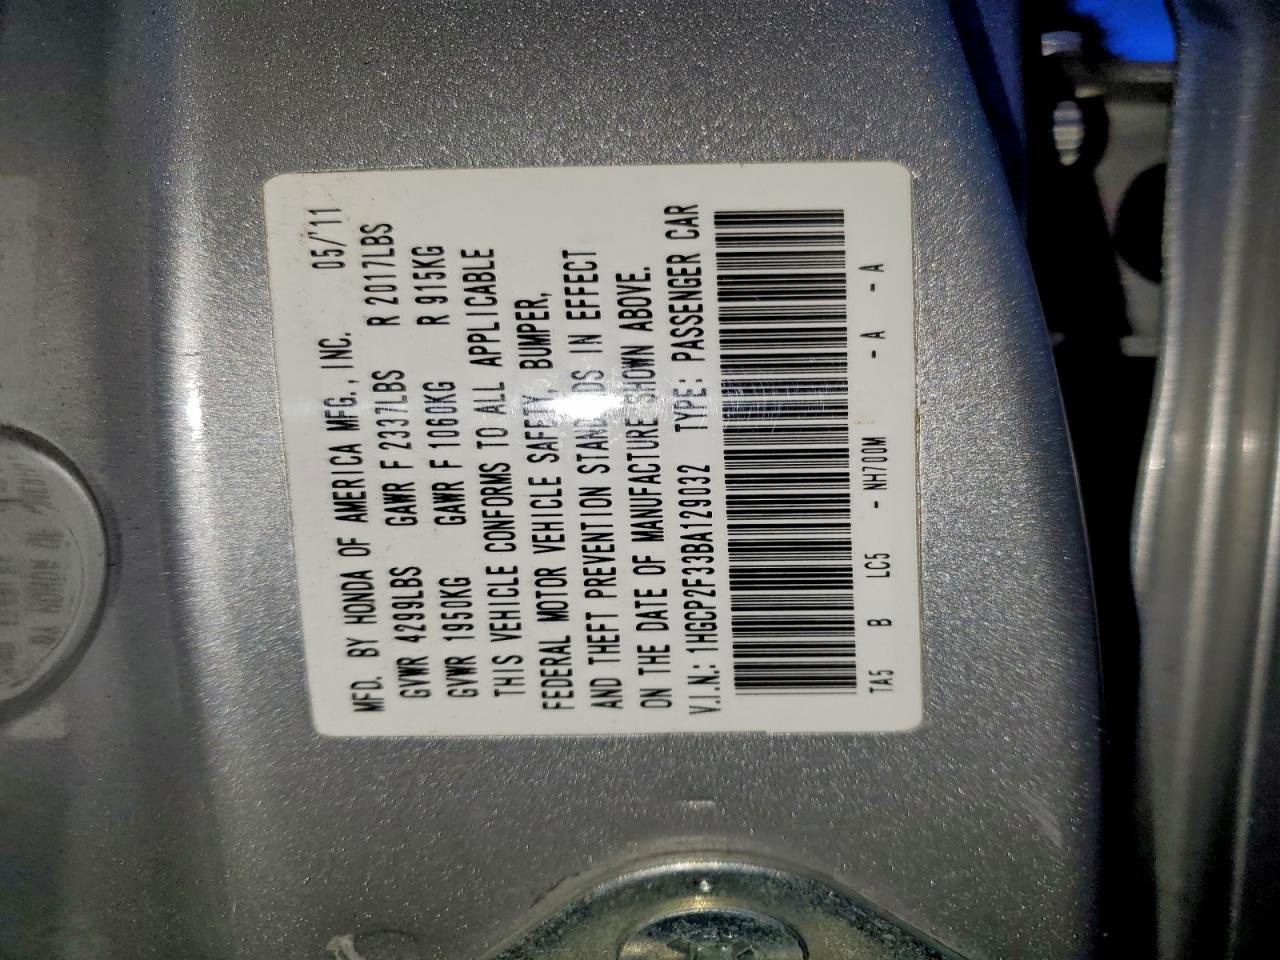 MFD. BY HONDA OF AMERICA MFG., INC. 05/'11
GVWR 4299LBS GAWR F 2337LBS R 2017LBS
GVWR 1950KG GAWR F 1060KG R 915KG
THIS VEHICLE CONFORMS TO ALL APPLICABLE
FEDERAL MOTOR VEHICLE SAFETY, BUMPER,
AND THEFT PREVENTION STANDARDS IN EFFECT
ON THE DATE OF MANUFACTURE SHOWN ABOVE.
V.I.N.: 1HGCP2F33BA129032 TYPE: PASSENGER CAR
TA5 B LC5 - NH700M - A - A